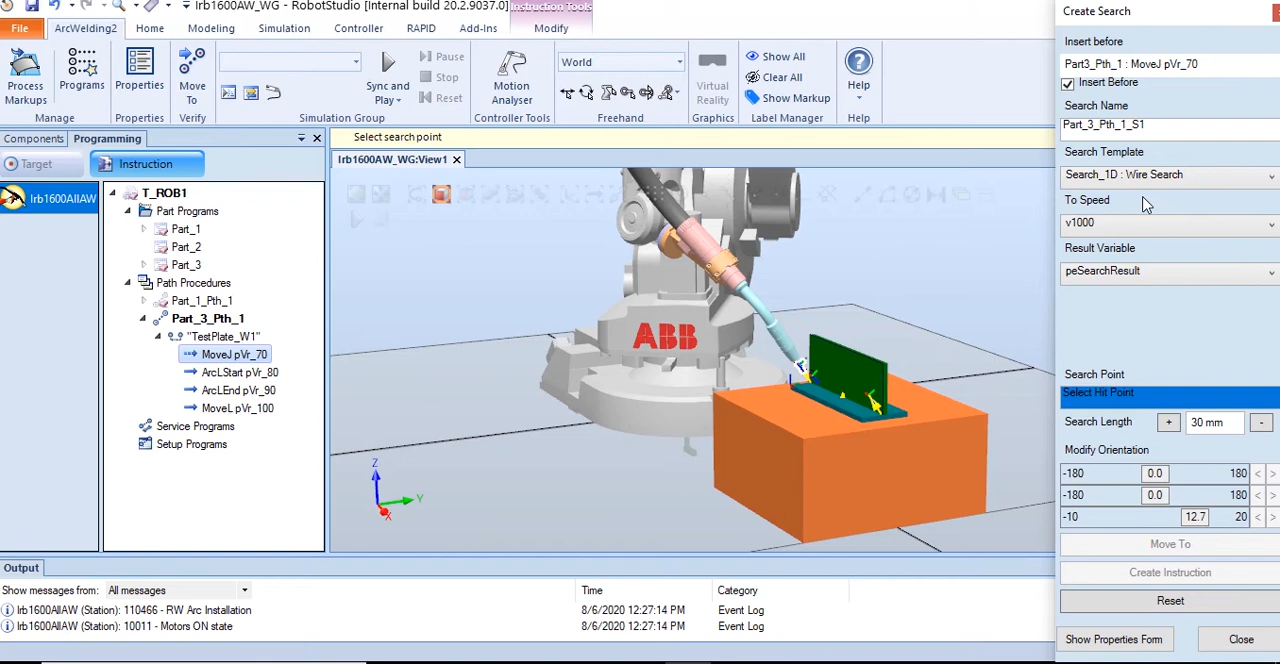 Irb1600AW_WG - RobotStudio [Internal build 20.2.9037.0]
Instruction Tools
File
ArcWelding2
Home
Modeling
Simulation
Controller
RAPID
Add-Ins
Modify
Process Markups
Programs
Manage
Properties
Properties
Move To
Verify
Simulation and Play
Pause
Stop
Reset
Simulation Group
Motion Analyser
Controller Tools
World
Freehand
Virtual Reality
Graphics
Show All
Clear All
Show Markup
Label Manager
Help
Help
Components
Programming
Target
Instruction
Irb1600AIIAW
T_ROB1
Part Programs
Part_1
Part_2
Part_3
Path Procedures
Part_1_Pth_1
Part_3_Pth_1
"TestPlate_W1"
MoveJ pVr_70
ArcLStart pVr_80
ArcLEnd pVr_90
MoveL pVr_100
Service Programs
Setup Programs
Select search point
Irb1600AW_WG:View1
ABB
Z
Y
X
Create Search
Insert before
Part3_Pth_1 : MoveJ pVr_70
Insert Before
Search Name
Part_3_Pth_1_S1
Search Template
Search_1D : Wire Search
To Speed
v1000
Result Variable
peSearchResult
Search Point
Select Hit Point
Search Length + 30 mm -
Modify Orientation
-180 0.0 180 < >
-180 0.0 180 < >
-10 12.7 20 < >
Move To
Create Instruction
Reset
Show Properties Form
Close
Output
Show messages from: All messages
Time
Category
Irb1600AIIAW (Station): 110466 - RW Arc Installation 8/6/2020 12:27:14 PM Event Log
Irb1600AIIAW (Station): 10011 - Motors ON state 8/6/2020 12:27:14 PM Event Log